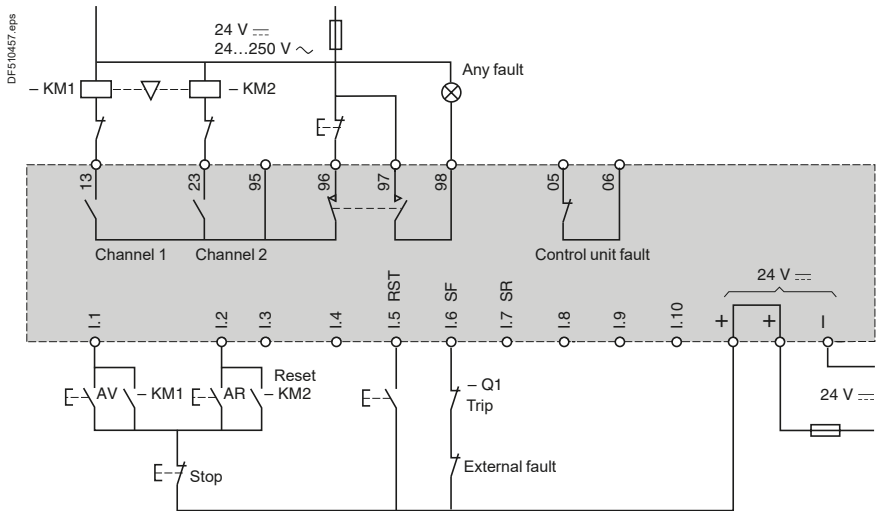 DF510457.eps
24 V ⎓
24…250 V ∼
Any fault
– KM1
– KM2
13
23
95
96
97
98
05
06
Channel 1
Channel 2
Control unit fault
24 V ⎓
I.1
I.2
I.3
I.4
I.5 RST
I.6 SF
I.7 SR
I.8
I.9
I.10
+
+
I
AV
– KM1
AR
Reset
– KM2
– Q1
Trip
24 V ⎓
External fault
Stop